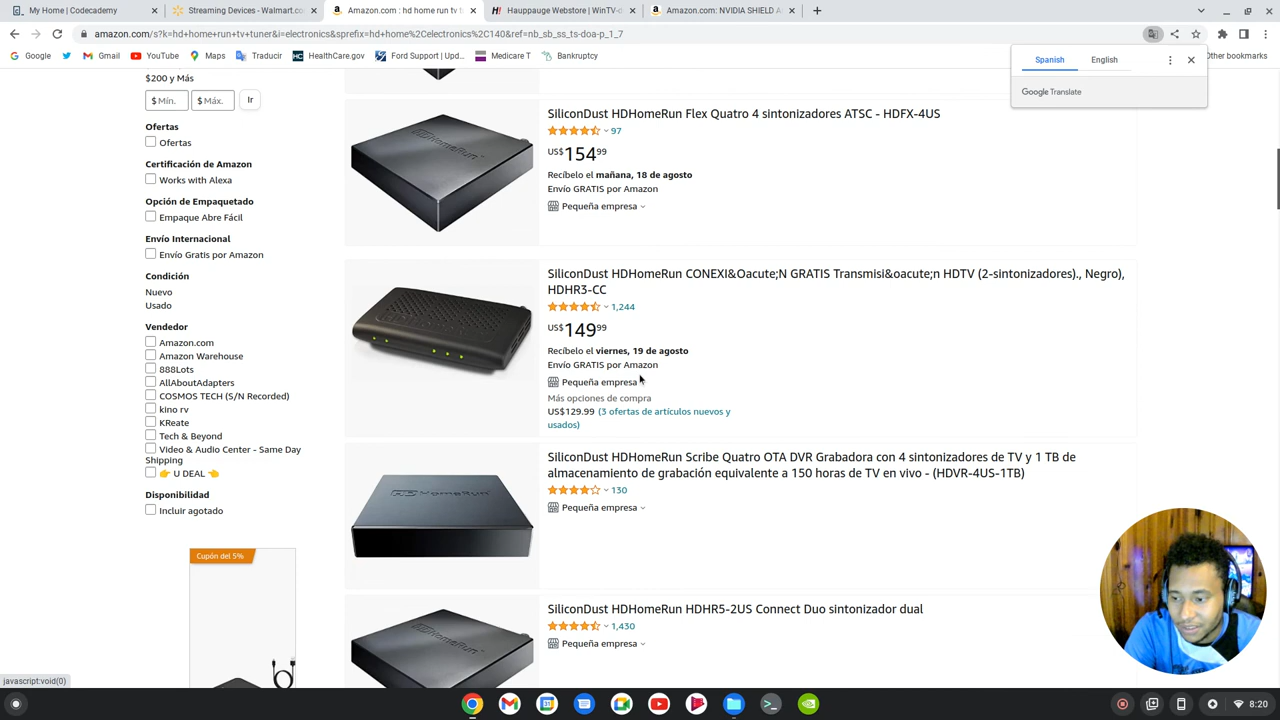 My Home | Codecademy
Streaming Devices - Walmart.co
Amazon.com : hd home run tv t
Hauppauge Webstore | WinTV-d
Amazon.com: NVIDIA SHIELD A
amazon.com/s?k=hd+home+run+tv+tuner&i=electronics&sprefix=hd+home%2Celectronics%2C140&ref=nb_sb_ss_ts-doa-p_1_7
Google
Gmail
YouTube
Maps
Traducir
HealthCare.gov
Ford Support | Upd...
Medicare T
Bankruptcy
Other bookmarks
Spanish
English
Google Translate
$200 y Más
$ Mín.
$ Máx.
Ir
Ofertas
Ofertas
Certificación de Amazon
Works with Alexa
Opción de Empaquetado
Empaque Abre Fácil
Envío Internacional
Envío Gratis por Amazon
Condición
Nuevo
Usado
Vendedor
Amazon.com
Amazon Warehouse
888Lots
AllAboutAdapters
COSMOS TECH (S/N Recorded)
kino rv
KReate
Tech & Beyond
Video & Audio Center - Same Day
Shipping
👉 U DEAL 👈
Disponibilidad
Incluir agotado
Cupón del 5%
SiliconDust HDHomeRun Flex Quatro 4 sintonizadores ATSC - HDFX-4US
97
US$154.99
Recíbelo el mañana, 18 de agosto
Envío GRATIS por Amazon
Pequeña empresa
SiliconDust HDHomeRun CONEXI&Oacute;N GRATIS Transmisi&oacute;n HDTV (2-sintonizadores)., Negro),
HDHR3-CC
1,244
US$149.99
Recíbelo el viernes, 19 de agosto
Envío GRATIS por Amazon
Pequeña empresa
Más opciones de compra
US$129.99 (3 ofertas de artículos nuevos y
usados)
SiliconDust HDHomeRun Scribe Quatro OTA DVR Grabadora con 4 sintonizadores de TV y 1 TB de
almacenamiento de grabación equivalente a 150 horas de TV en vivo - (HDVR-4US-1TB)
130
Pequeña empresa
SiliconDust HDHomeRun HDHR5-2US Connect Duo sintonizador dual
1,430
Pequeña empresa
javascript:void(0)
8:20